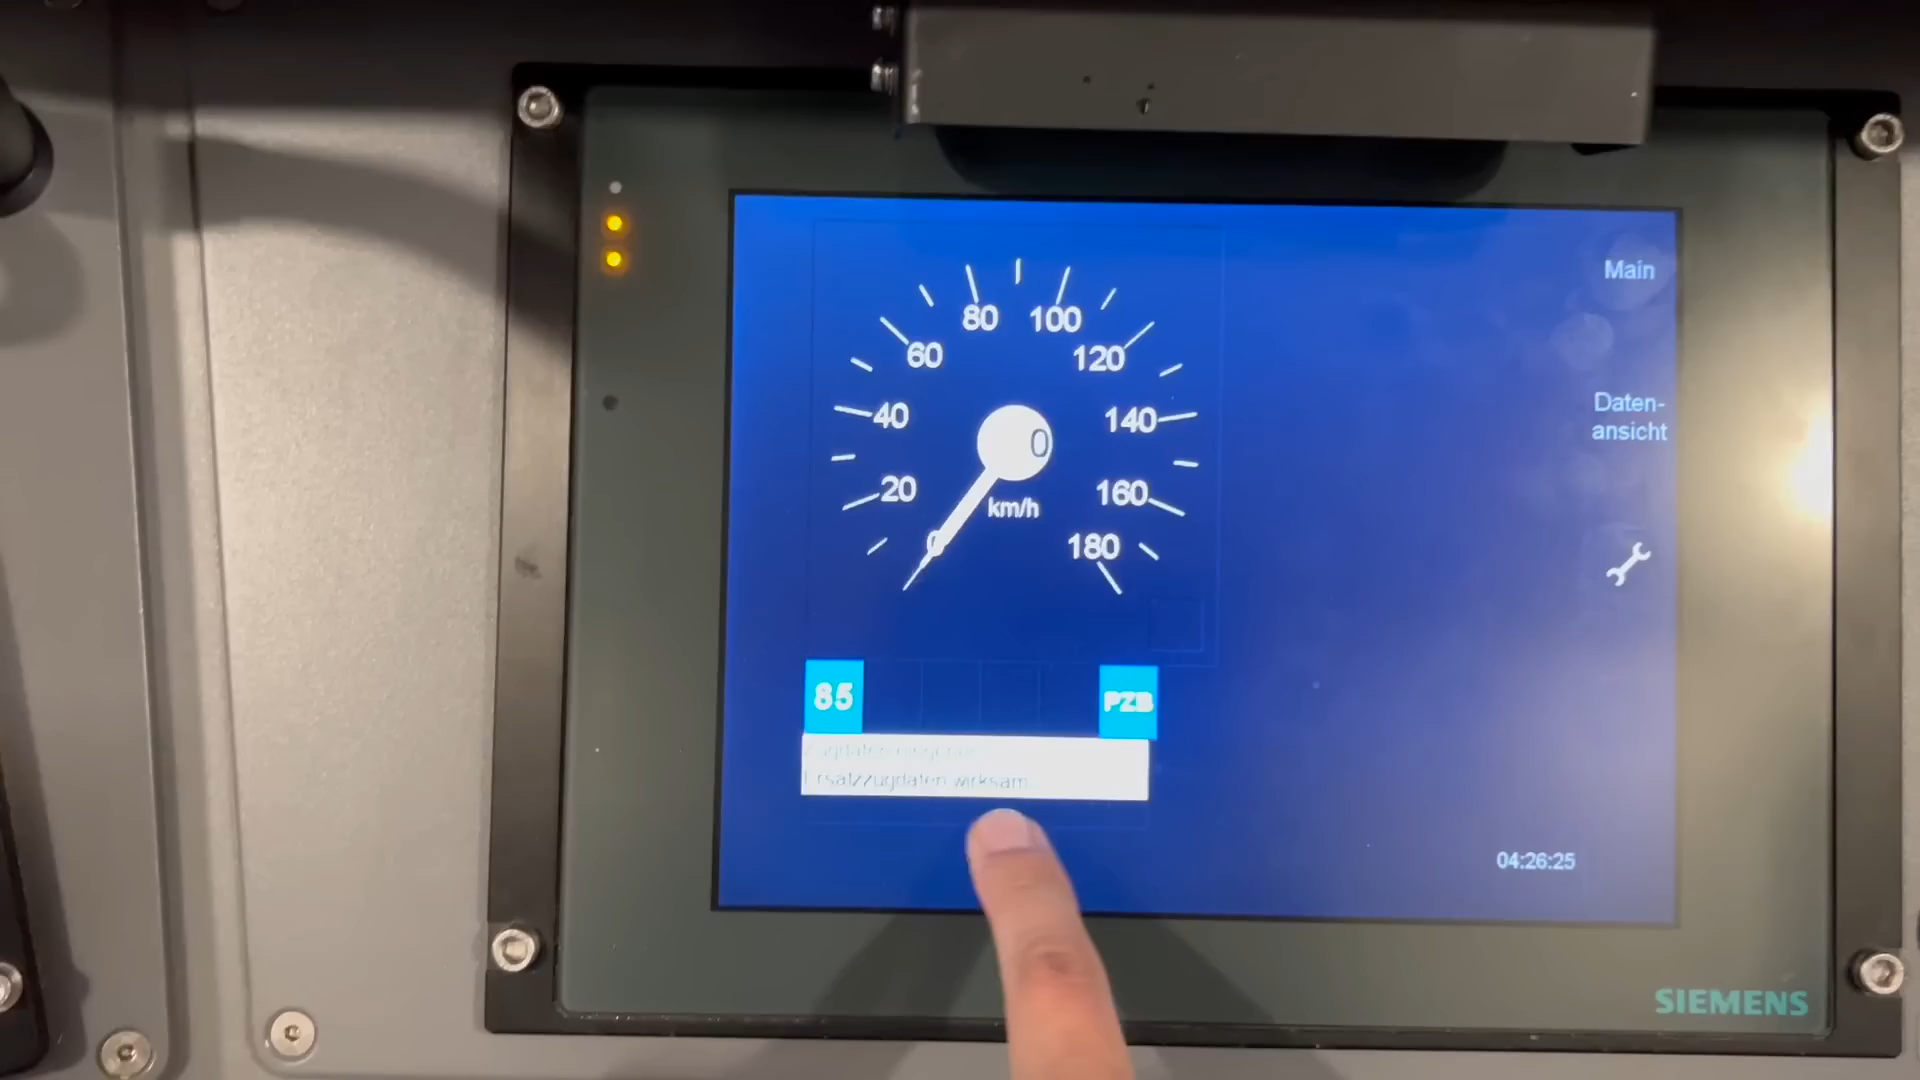 Main
80 100
60 120
Daten-
ansicht
40 140
0
20 160
km/h
0 180
85 PZB
Ersatzzugdaten wirksam
04:26:25
SIEMENS